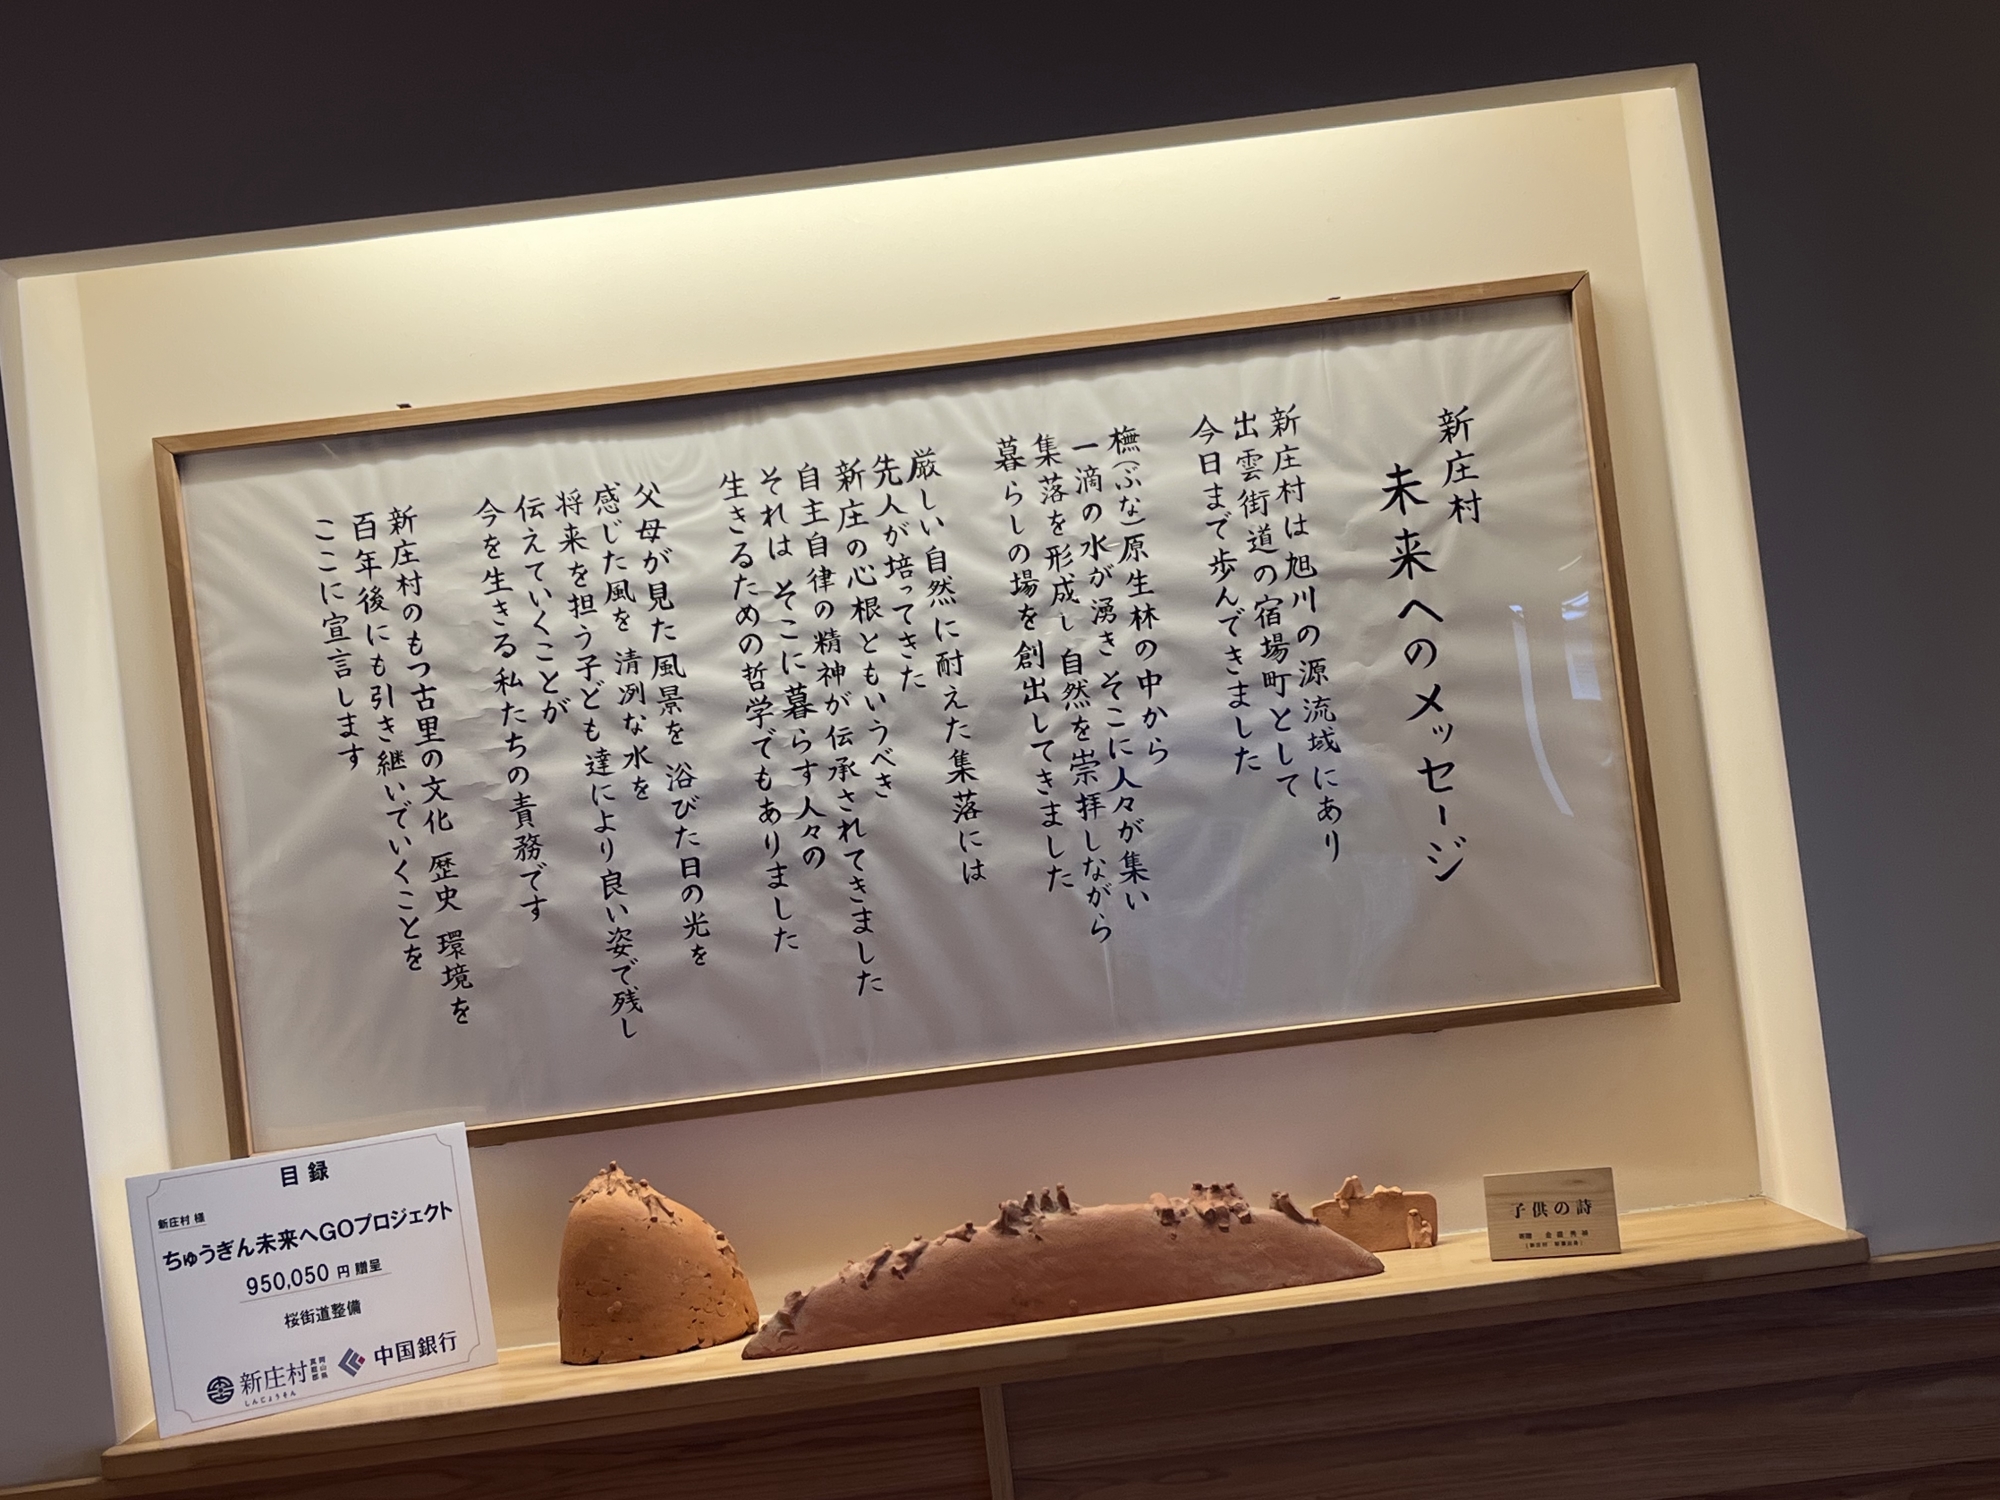 新庄村
未来へのメッセージ
新庄村は旭川の源流域にあり
出雲街道の宿場町として
今日まで歩んできました
橅(ぶな)原生林の中から
一滴の水が湧き そこに人々が集い
集落を形成し 自然を崇拝しながら
暮らしの場を創出してきました
厳しい自然に耐えた集落には
先人が培ってきた
新庄の心根ともいうべき
自主自律の精神が伝承されてきました
それは そこに暮らす人々の
生きるための哲学でもありました
父母が見た風景を 浴びた日の光を
感じた風を 清冽な水を
将来を担う子ども達により良い姿で残し
伝えていくことが
今を生きる私たちの責務です
新庄村のもつ古里の文化 歴史 環境を
百年後にも引き継いでいくことを
ここに宣言します
目録
新庄村 様
ちゅうぎん未来へGOプロジェクト
950,050 円 贈呈
桜街道整備
新庄村
岡山県
真庭郡
しんじょうそん
中国銀行
子供の詩